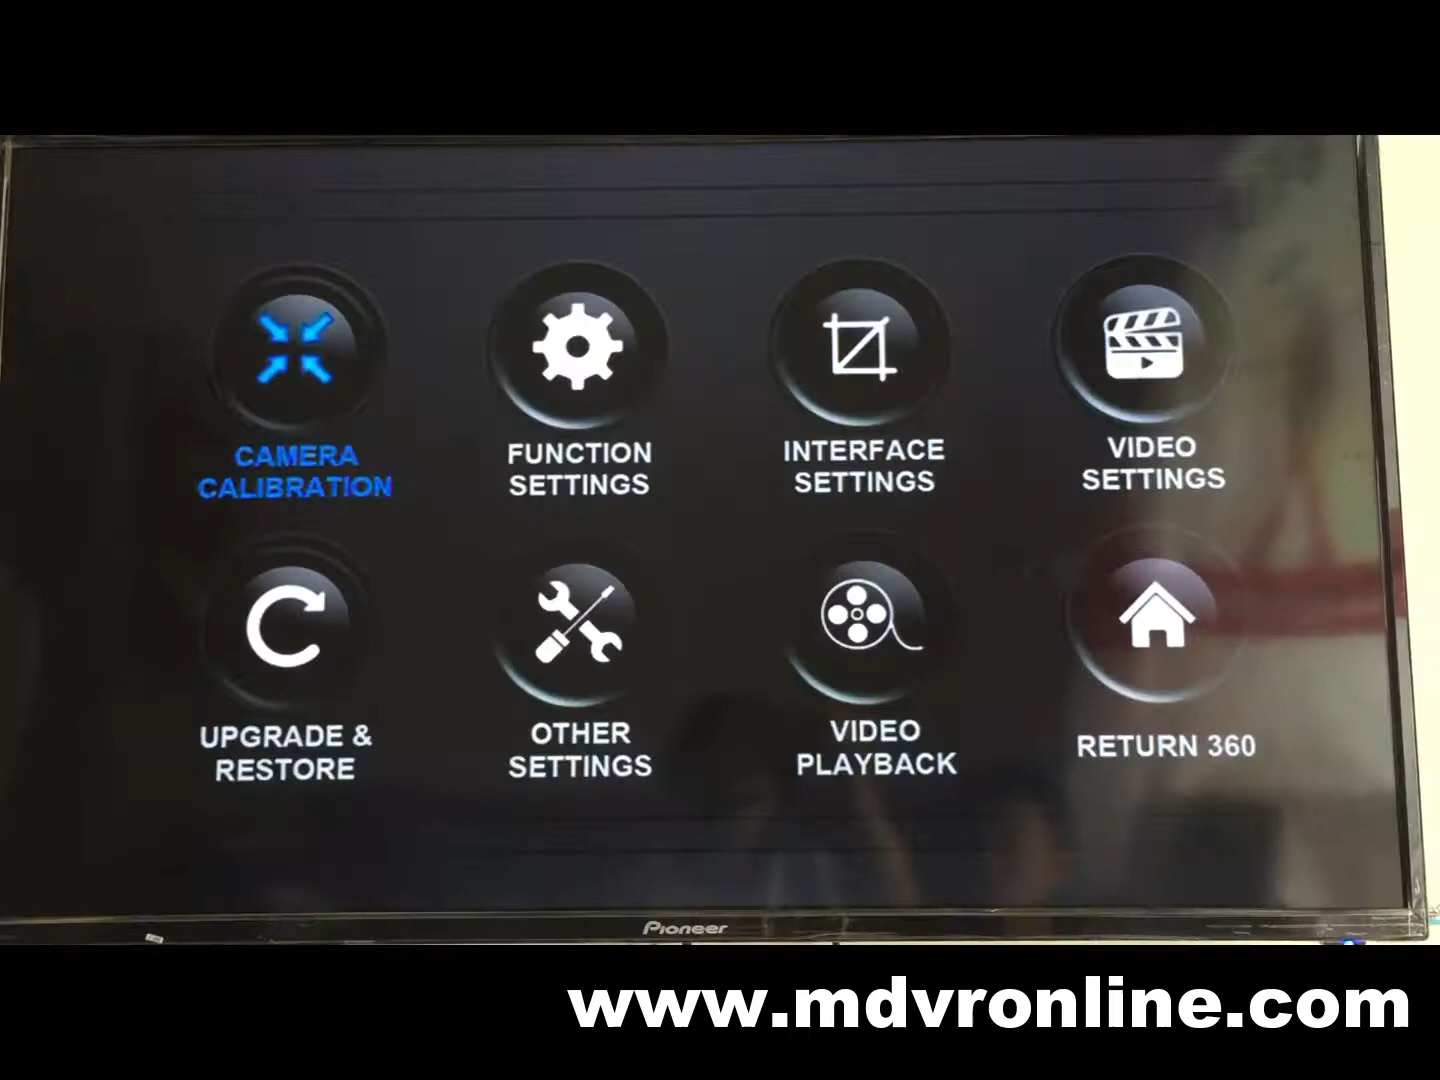 CAMERA
CALIBRATION
FUNCTION
SETTINGS
INTERFACE
SETTINGS
VIDEO
SETTINGS
UPGRADE &
RESTORE
OTHER
SETTINGS
VIDEO
PLAYBACK
RETURN 360
Pioneer
www.mdvronline.com